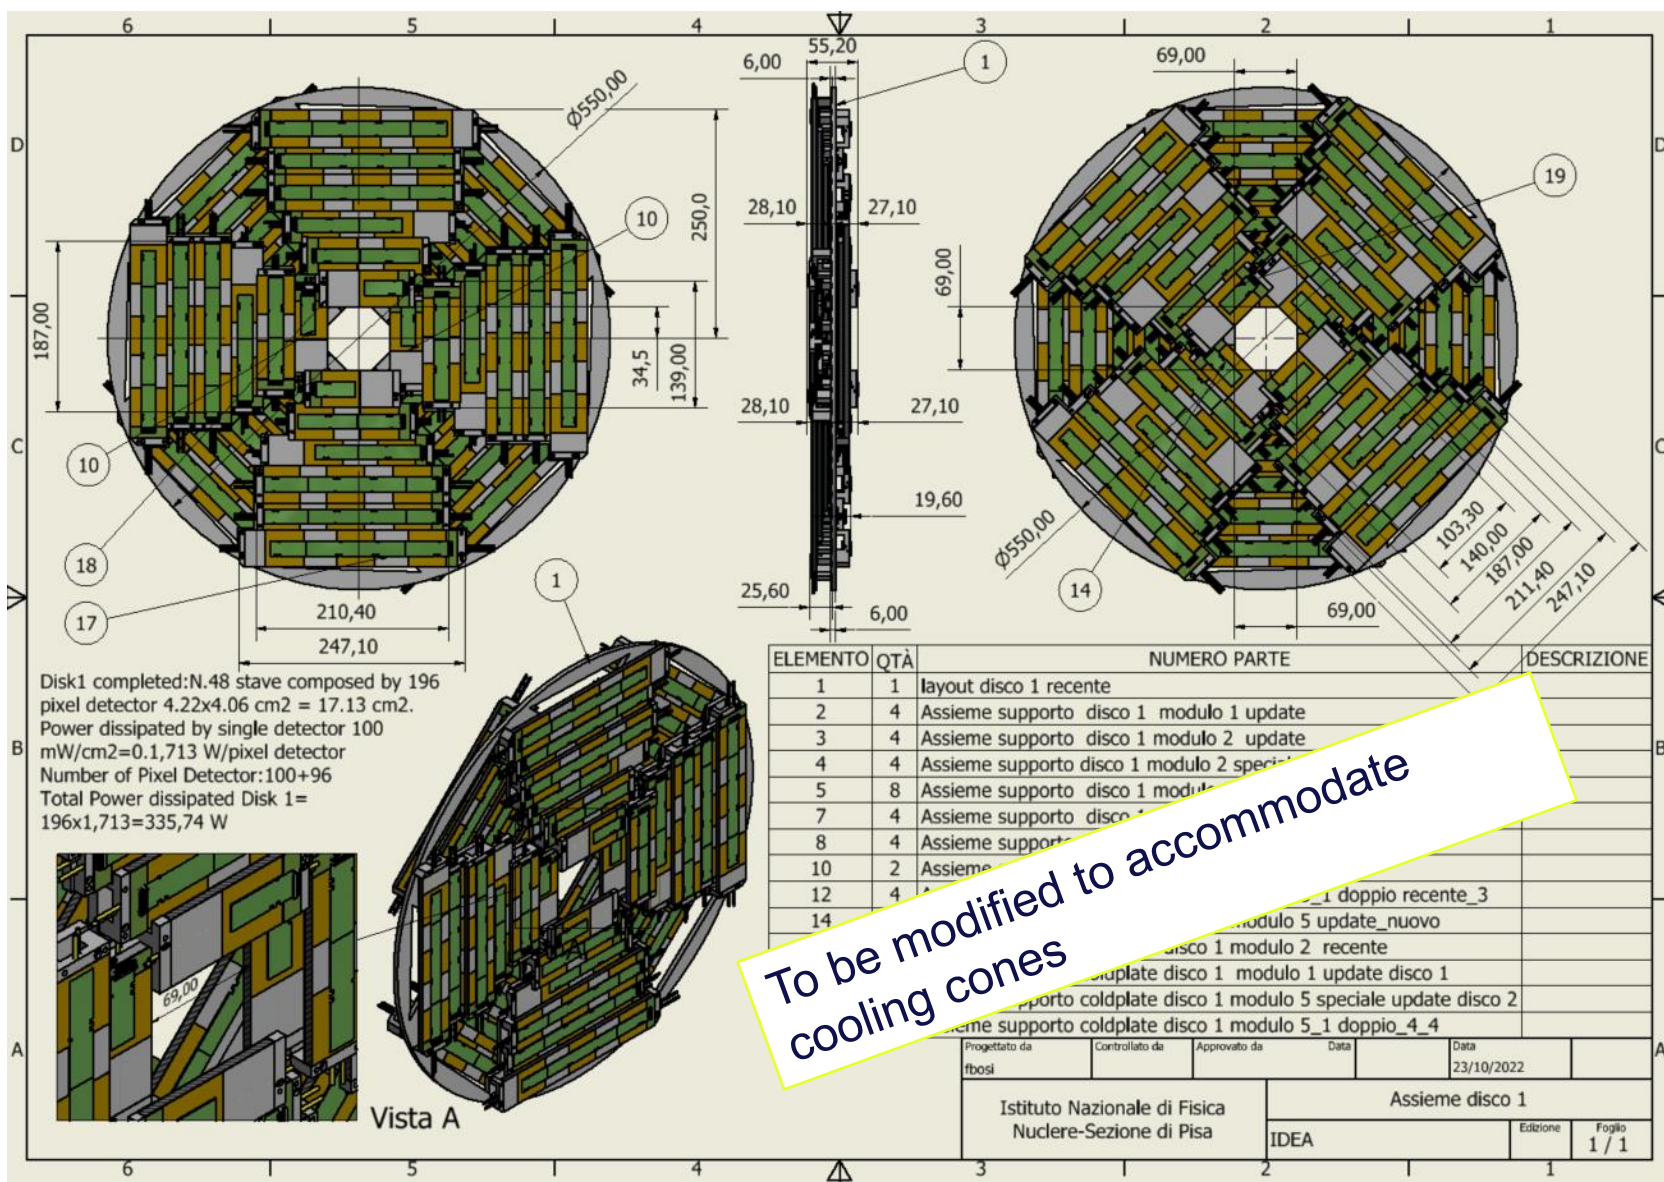 6 5 4 3 2 1
55,20
6,00
1
69,00
Ø550,00
D
D
19
10
250,0
28,10
27,10
69,00
187,00
34,5
139,00
28,10
27,10
C
C
10
19,60
Ø550,00
103,30
140,00
187,00
211,40
247,10
18
1
14
25,60
6,00
69,00
17
210,40
247,10
Disk1 completed:N.48 stave composed by 196
pixel detector 4.22x4.06 cm2 = 17.13 cm2.
Power dissipated by single detector 100
mW/cm2=0.1,713 W/pixel detector
Number of Pixel Detector:100+96
Total Power dissipated Disk 1=
196x1,713=335,74 W
ELEMENTO QTÀ NUMERO PARTE DESCRIZIONE
1 1 layout disco 1 recente
2 4 Assieme supporto disco 1 modulo 1 update
3 4 Assieme supporto disco 1 modulo 2 update
4 4 Assieme supporto disco 1 modulo 2
5 8 Assieme supporto disco 1
7 4 Assieme supporto
8 4 Assieme
10 2 Assieme
12 4 _1 doppio recente_3
14 modulo 5 update_nuovo
disco 1 modulo 2 recente
disco 1 modulo 1 update disco 1
coldplate disco 1 modulo 5 speciale update disco 2
supporto coldplate disco 1 modulo 5_1 doppio_4_4
To be modified to accommodate
cooling cones
B
B
69,00
A
A
A
Vista A
Progettato da Controllato da Approvato da Data Data
fbosi 23/10/2022
Istituto Nazionale di Fisica
Nuclere-Sezione di Pisa
Assieme disco 1
IDEA
Edizione Foglio
1 / 1
6 5 4 3 2 1